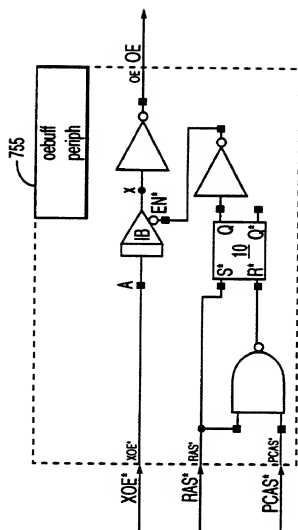 755
oebuff
periph
XOE*
XOE*
A
IB
EN*
X
OE
OE
RAS*
RAS*
S*
Q
10
R*
Q*
PCAS*
PCAS*